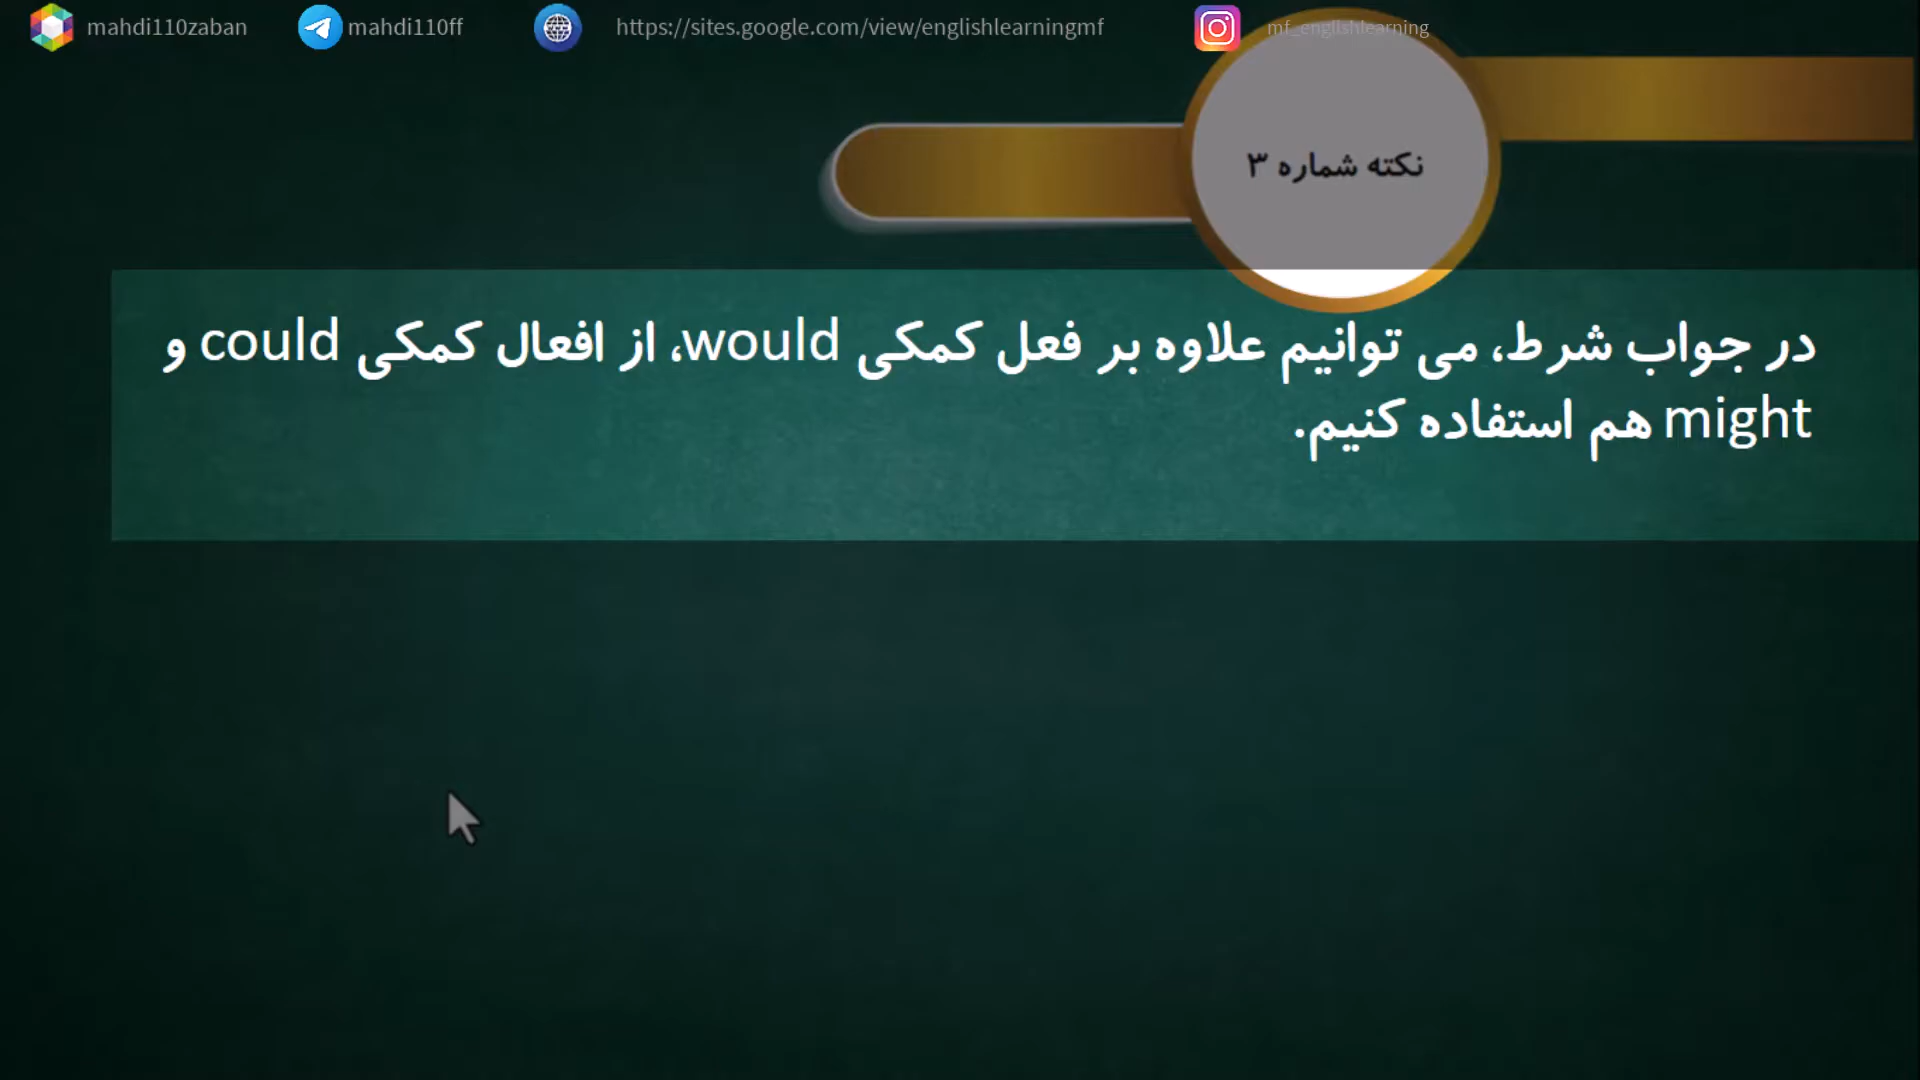 mahdi110zaban mahdi110ff https://sites.google.com/view/englishlearningmf mf_englishlearning
نکته شماره ۳
در جواب شرط، می توانیم علاوه بر فعل کمکی would، از افعال کمکی could و
might هم استفاده کنیم.